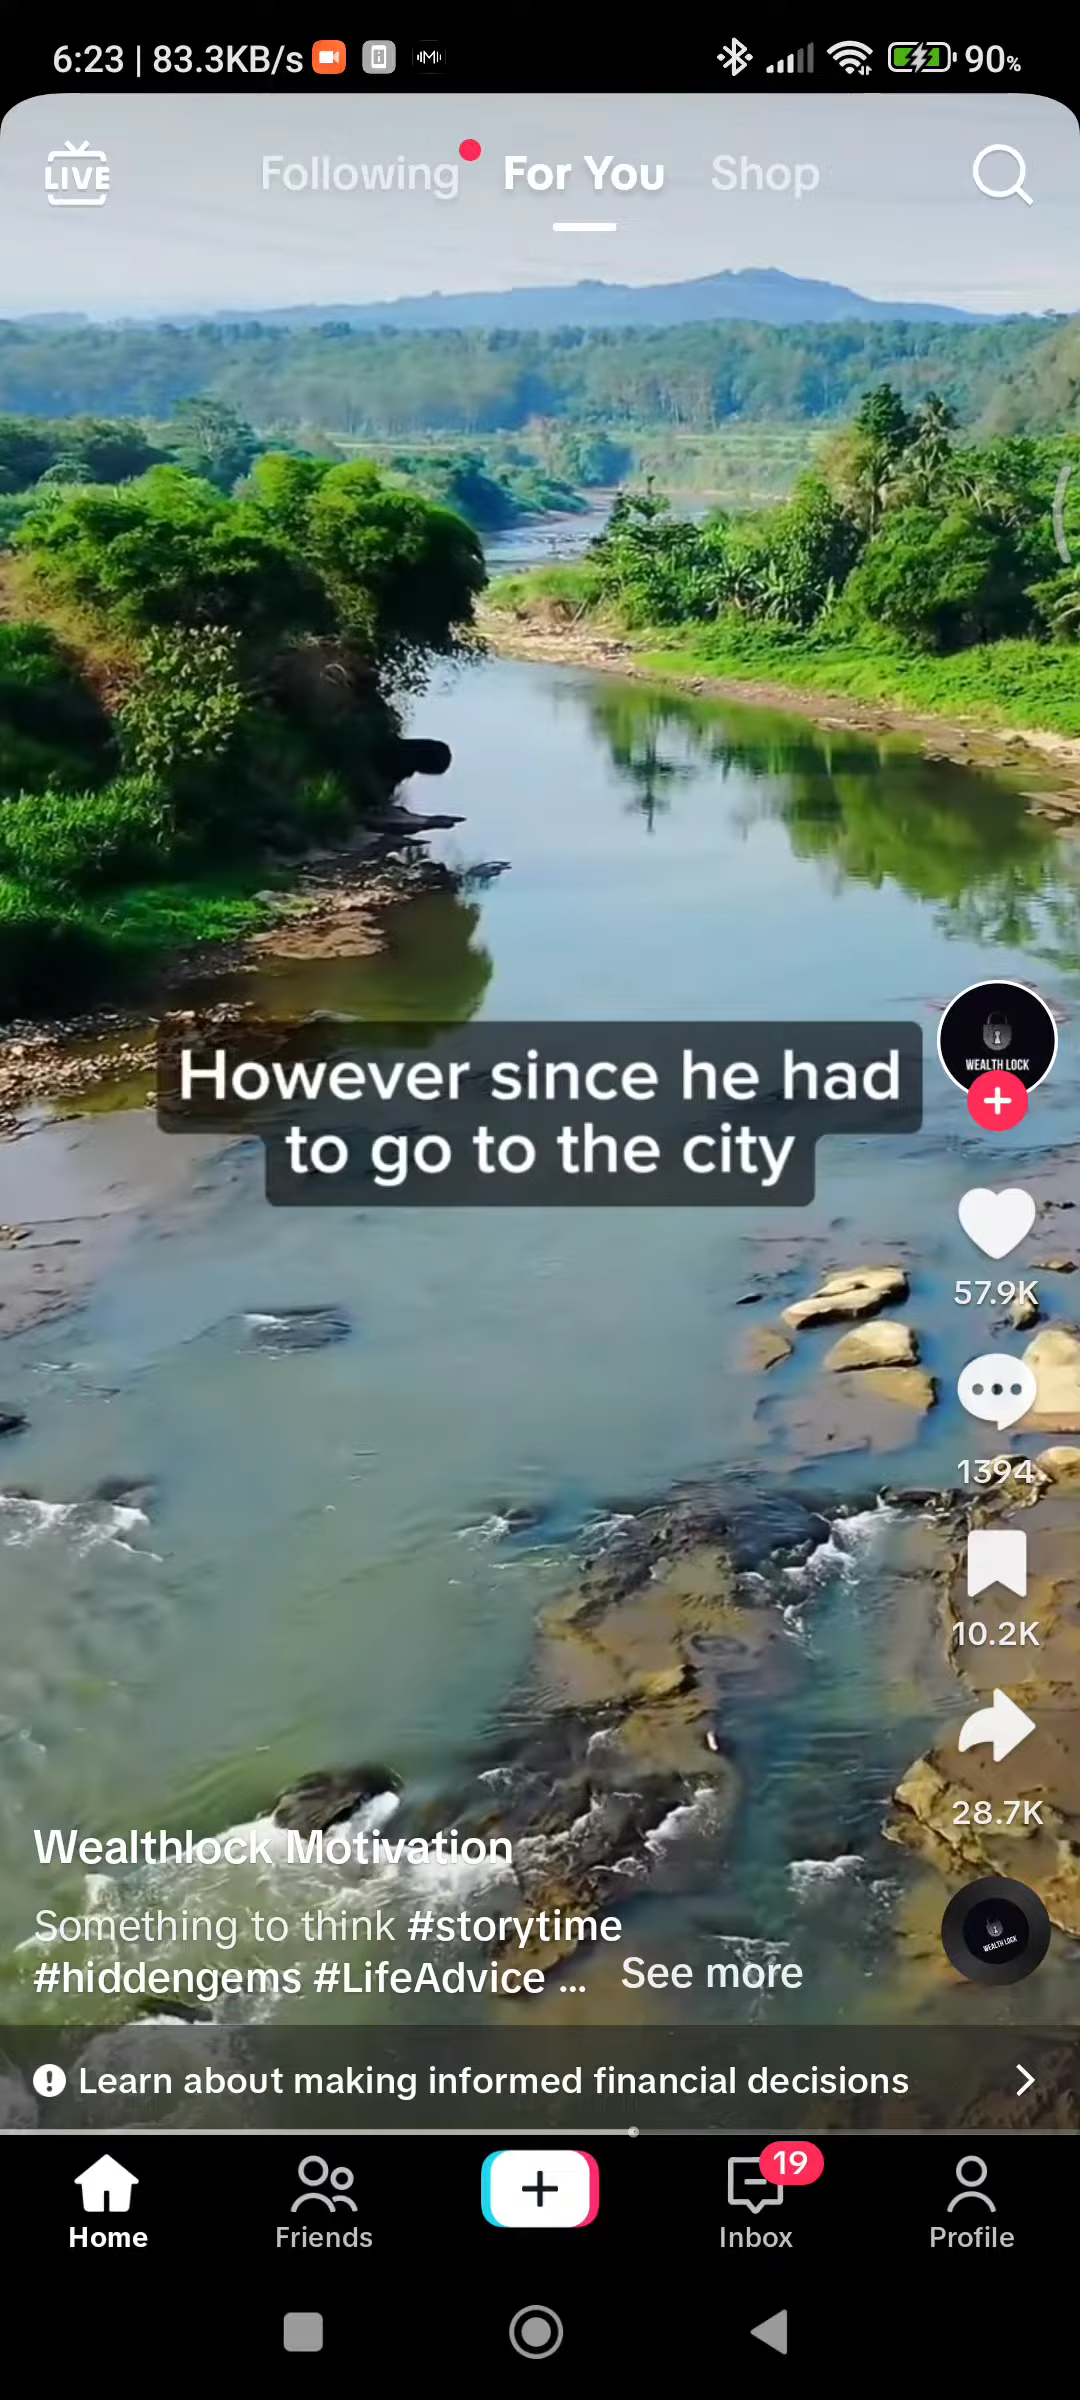 6:23 | 83.3KB/s
90%
LIVE
Following
For You
Shop
However since he had
to go to the city
WEALTH LOCK
57.9K
1394
10.2K
28.7K
Wealthlock Motivation
Something to think #storytime
#hiddengems #LifeAdvice ... See more
WEALTH LOCK
Learn about making informed financial decisions
19
Home
Friends
Inbox
Profile